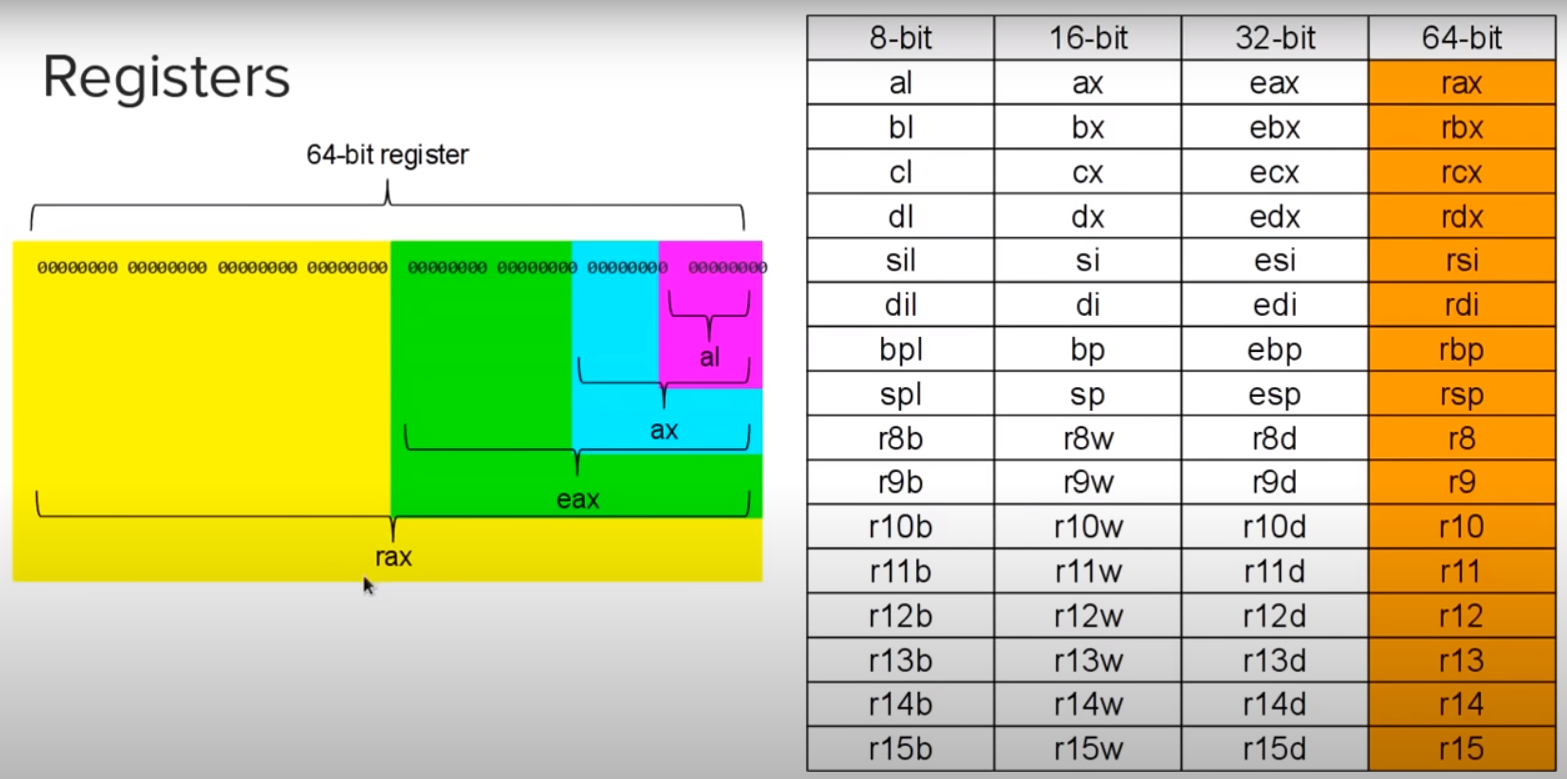 Registers
64-bit register
00000000 00000000 00000000 00000000 00000000 00000000 00000000 00000000
al
ax
eax
rax
8-bit 16-bit 32-bit 64-bit
al ax eax rax
bl bx ebx rbx
cl cx ecx rcx
dl dx edx rdx
sil si esi rsi
dil di edi rdi
bpl bp ebp rbp
spl sp esp rsp
r8b r8w r8d r8
r9b r9w r9d r9
r10b r10w r10d r10
r11b r11w r11d r11
r12b r12w r12d r12
r13b r13w r13d r13
r14b r14w r14d r14
r15b r15w r15d r15